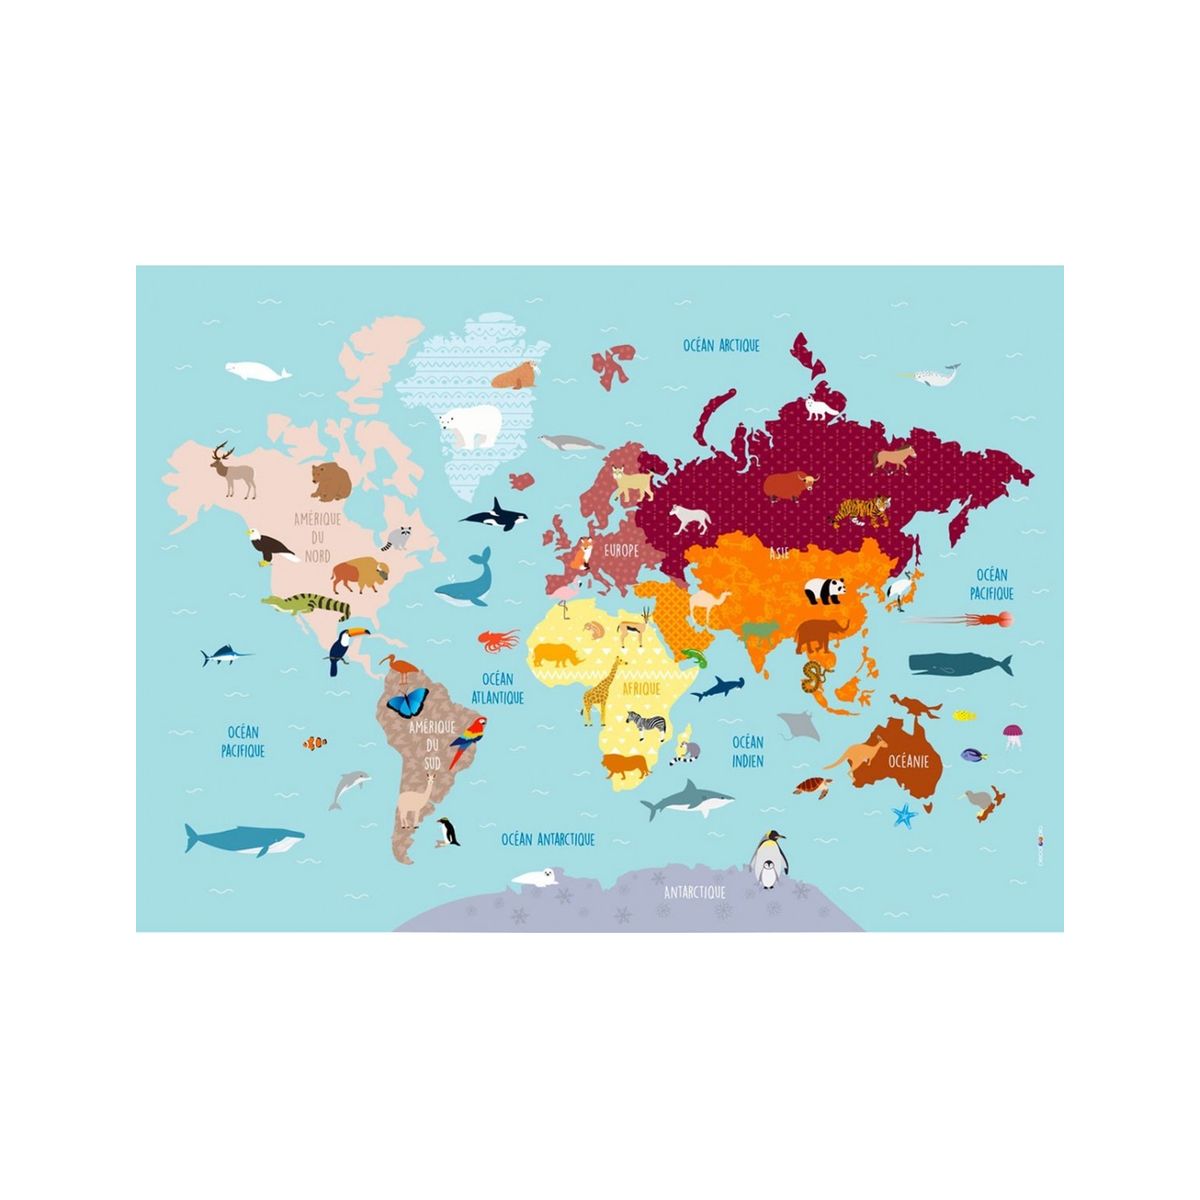 OCÉAN ARCTIQUE
AMÉRIQUE
DU
NORD
EUROPE
ASIE
OCÉAN
PACIFIQUE
OCÉAN
ATLANTIQUE
AFRIQUE
AMÉRIQUE
DU
SUD
OCÉAN
PACIFIQUE
OCÉAN
INDIEN
OCÉANIE
OCÉAN ANTARCTIQUE
ANTARCTIQUE